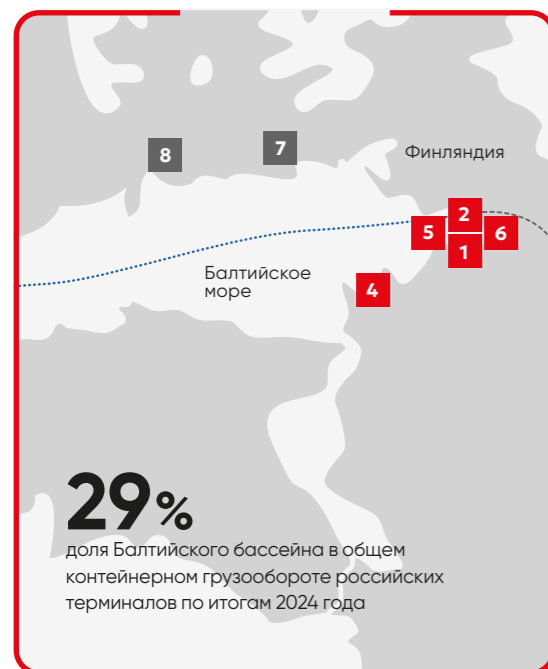 7
8
Финляндия
2
5
6
1
Балтийское
море
4
29%
доля Балтийского бассейна в общем
контейнерном грузообороте российских
терминалов по итогам 2024 года